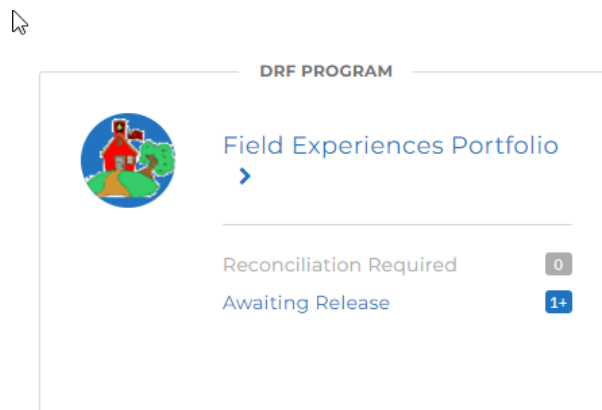 DRF PROGRAM
Field Experiences Portfolio
Reconciliation Required 0
Awaiting Release 1+